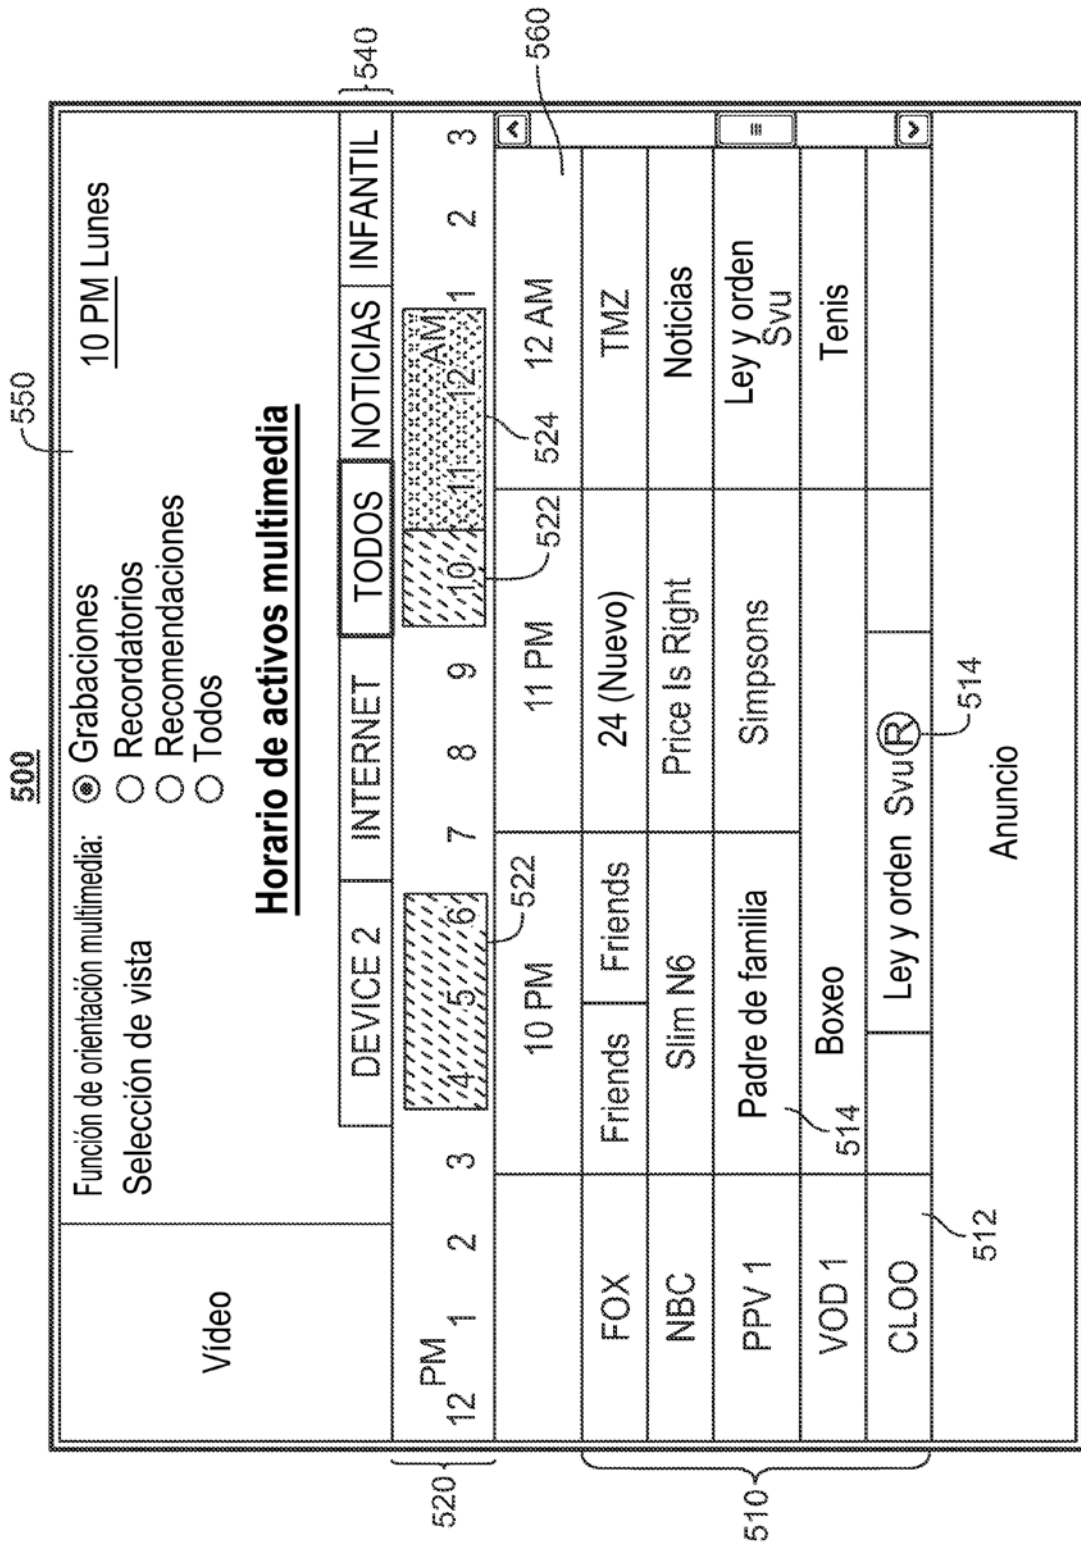 500
550
Función de orientación multimedia:
Selección de vista
Grabaciones
Recordatorios
Recomendaciones
Todos
10 PM Lunes
Vídeo
Horario de activos multimedia
DEVICE 2 INTERNET TODOS NOTICIAS INFANTIL
540
520
PM AM
12 1 2 3 4 5 6 7 8 9 10 11 12 1 2 3
522 522 524
10 PM 11 PM 12 AM
560
510
FOX Friends Friends 24 (Nuevo) TMZ
NBC Slim N6 Price Is Right Noticias
PPV 1 Padre de familia Simpsons Ley y orden
Svu
514
VOD 1 Boxeo Tenis
CLOO Ley y orden Svu R
512
514
Anuncio